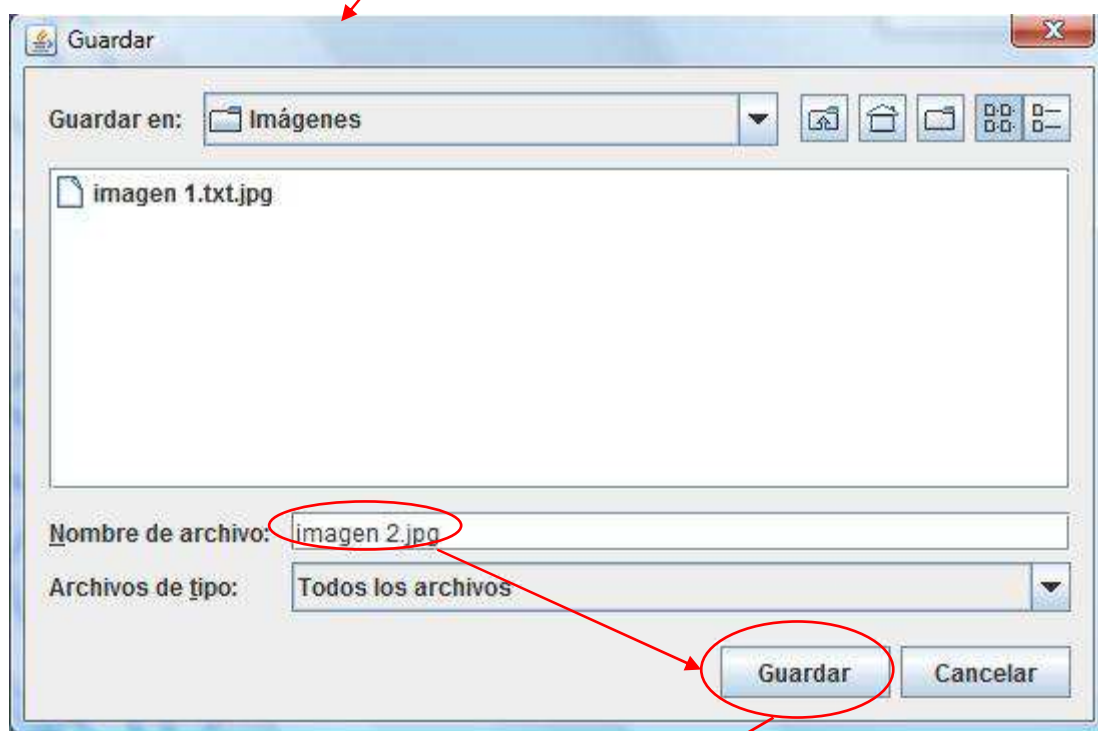 Guardar
Guardar en: Imágenes
imagen 1.txt.jpg
Nombre de archivo: imagen 2.jpg
Archivos de tipo: Todos los archivos
Guardar Cancelar